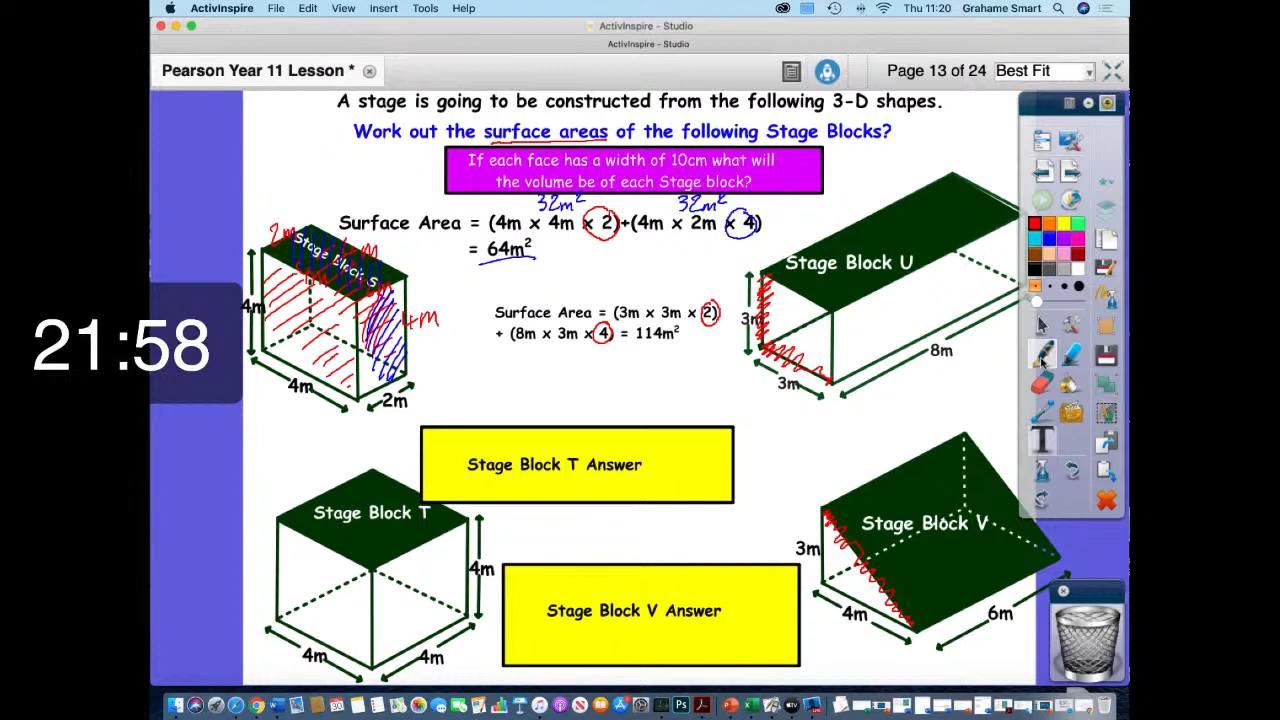 ActivInspire File Edit View Insert Tools Help Thu 11:20 Grahame Smart
ActivInspire - Studio
ActivInspire - Studio
Pearson Year 11 Lesson * Page 13 of 24 Best Fit
A stage is going to be constructed from the following 3-D shapes.
Work out the surface areas of the following Stage Blocks?
If each face has a width of 10cm what will
the volume be of each Stage block?
32m² 32m²
Surface Area = (4m x 4m x 2)+(4m x 2m x 4)
= 64m²
2m
4m
Stage Block S
4m
4m
4m
2m
Surface Area = (3m x 3m x 2)
+ (8m x 3m x 4) = 114m²
Stage Block U
3m
3m
8m
21:58
Stage Block T Answer
Stage Block T
4m
4m
4m
Stage Block V Answer
Stage Block V
3m
4m
6m